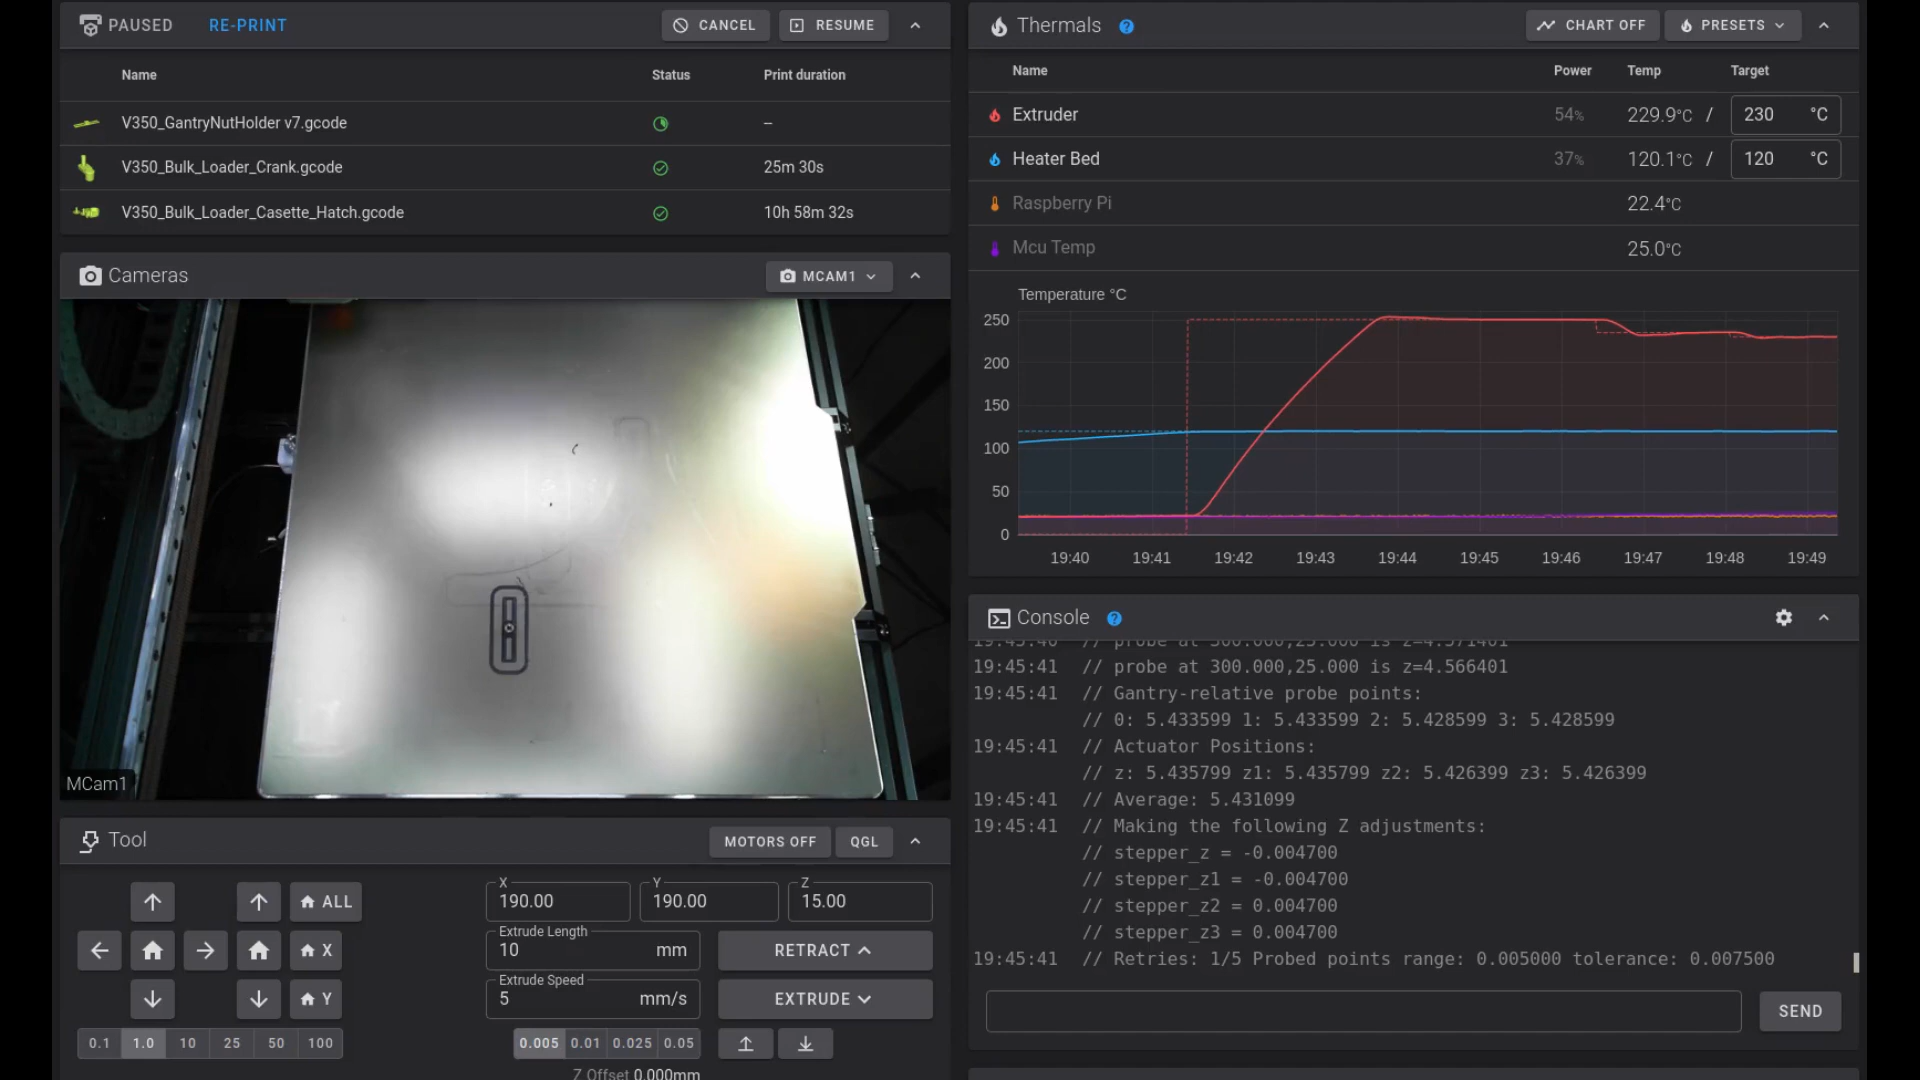 PAUSED RE-PRINT CANCEL RESUME
Name Status Print duration
V350_GantryNutHolder v7.gcode --
V350_Bulk_Loader_Crank.gcode 25m 30s
V350_Bulk_Loader_Casette_Hatch.gcode 10h 58m 32s
Cameras MCAM1
MCam1
Tool MOTORS OFF QGL
ALL
X
Y
0.1 1.0 10 25 50 100
X Y Z
190.00 190.00 15.00
Extrude Length
10 mm RETRACT
Extrude Speed
5 mm/s EXTRUDE
0.005 0.01 0.025 0.05
Z Offset 0.000mm
Thermals ? CHART OFF PRESETS
Name Power Temp Target
Extruder 54% 229.9°C / 230 °C
Heater Bed 37% 120.1°C / 120 °C
Raspberry Pi 22.4°C
Mcu Temp 25.0°C
Temperature °C
250
200
150
100
50
0
19:40 19:41 19:42 19:43 19:44 19:45 19:46 19:47 19:48 19:49
Console ?
// probe at 300.000,25.000 is z=4.571401
19:45:41 // probe at 300.000,25.000 is z=4.566401
19:45:41 // Gantry-relative probe points:
// 0: 5.433599 1: 5.433599 2: 5.428599 3: 5.428599
19:45:41 // Actuator Positions:
// z: 5.435799 z1: 5.435799 z2: 5.426399 z3: 5.426399
19:45:41 // Average: 5.431099
19:45:41 // Making the following Z adjustments:
// stepper_z = -0.004700
// stepper_z1 = -0.004700
// stepper_z2 = 0.004700
// stepper_z3 = 0.004700
19:45:41 // Retries: 1/5 Probed points range: 0.005000 tolerance: 0.007500
SEND